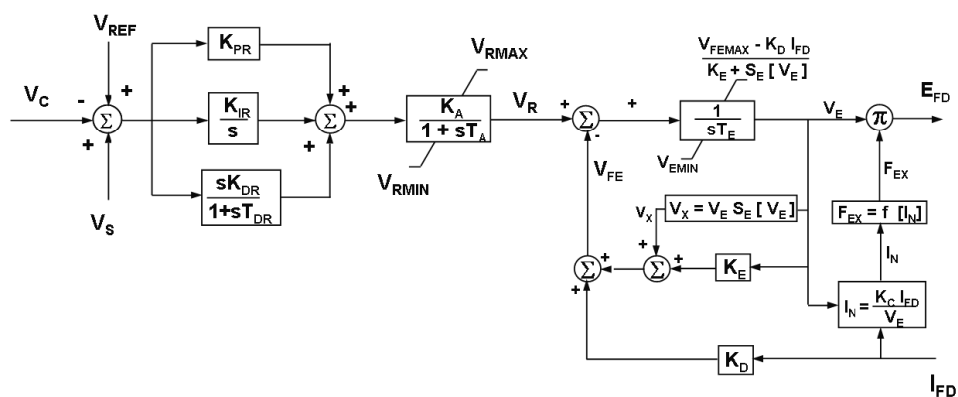 V_REF
V_C
-
+
Σ
+
V_S
K_PR
K_IR
s
sK_DR
1+sT_DR
+
+
+
Σ
V_RMAX
K_A
1 + sT_A
V_RMIN
V_R
+
Σ
-
+
V_FE
V_FEMAX - K_D I_FD
K_E + S_E [ V_E ]
1
sT_E
V_EMIN
V_E
π
E_FD
F_EX
F_EX = f [I_N]
I_N
I_N = K_C I_FD
V_E
V_X
V_X = V_E S_E [ V_E ]
+
Σ
+
K_E
+
Σ
+
K_D
I_FD